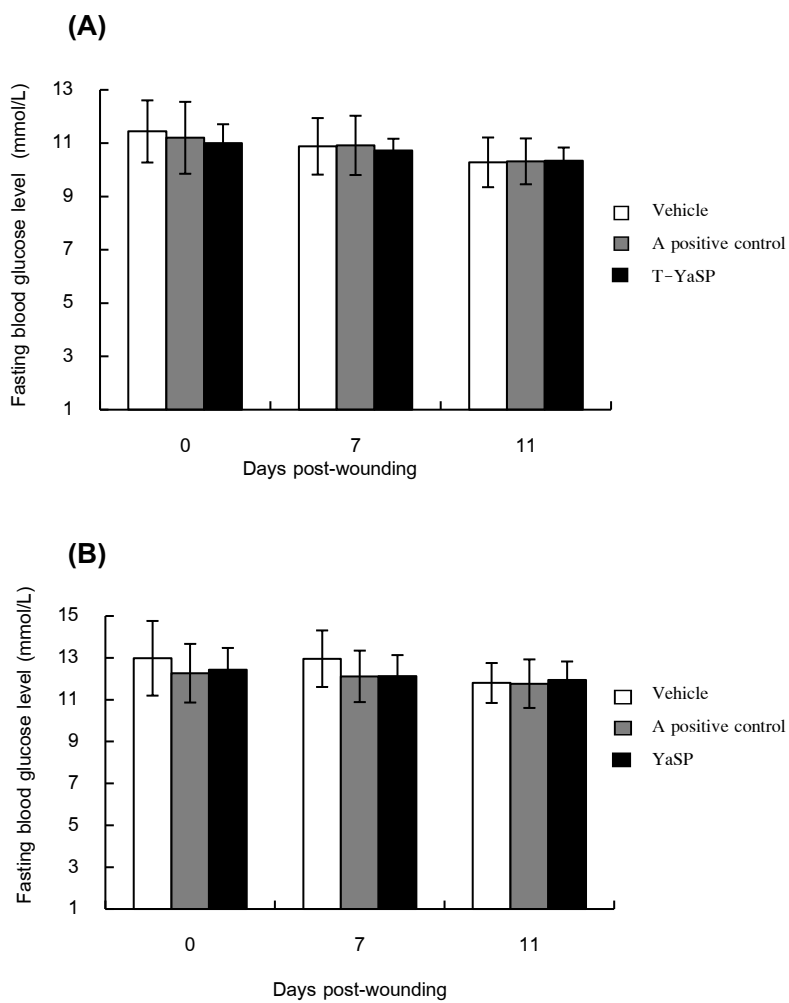 (A)
Fasting blood glucose level (mmol/L)
13
11
9
7
5
3
1
0 7 11
Days post-wounding
Vehicle
A positive control
T-YaSP
(B)
Fasting blood glucose level (mmol/L)
15
13
11
9
7
5
3
1
0 7 11
Days post-wounding
Vehicle
A positive control
YaSP